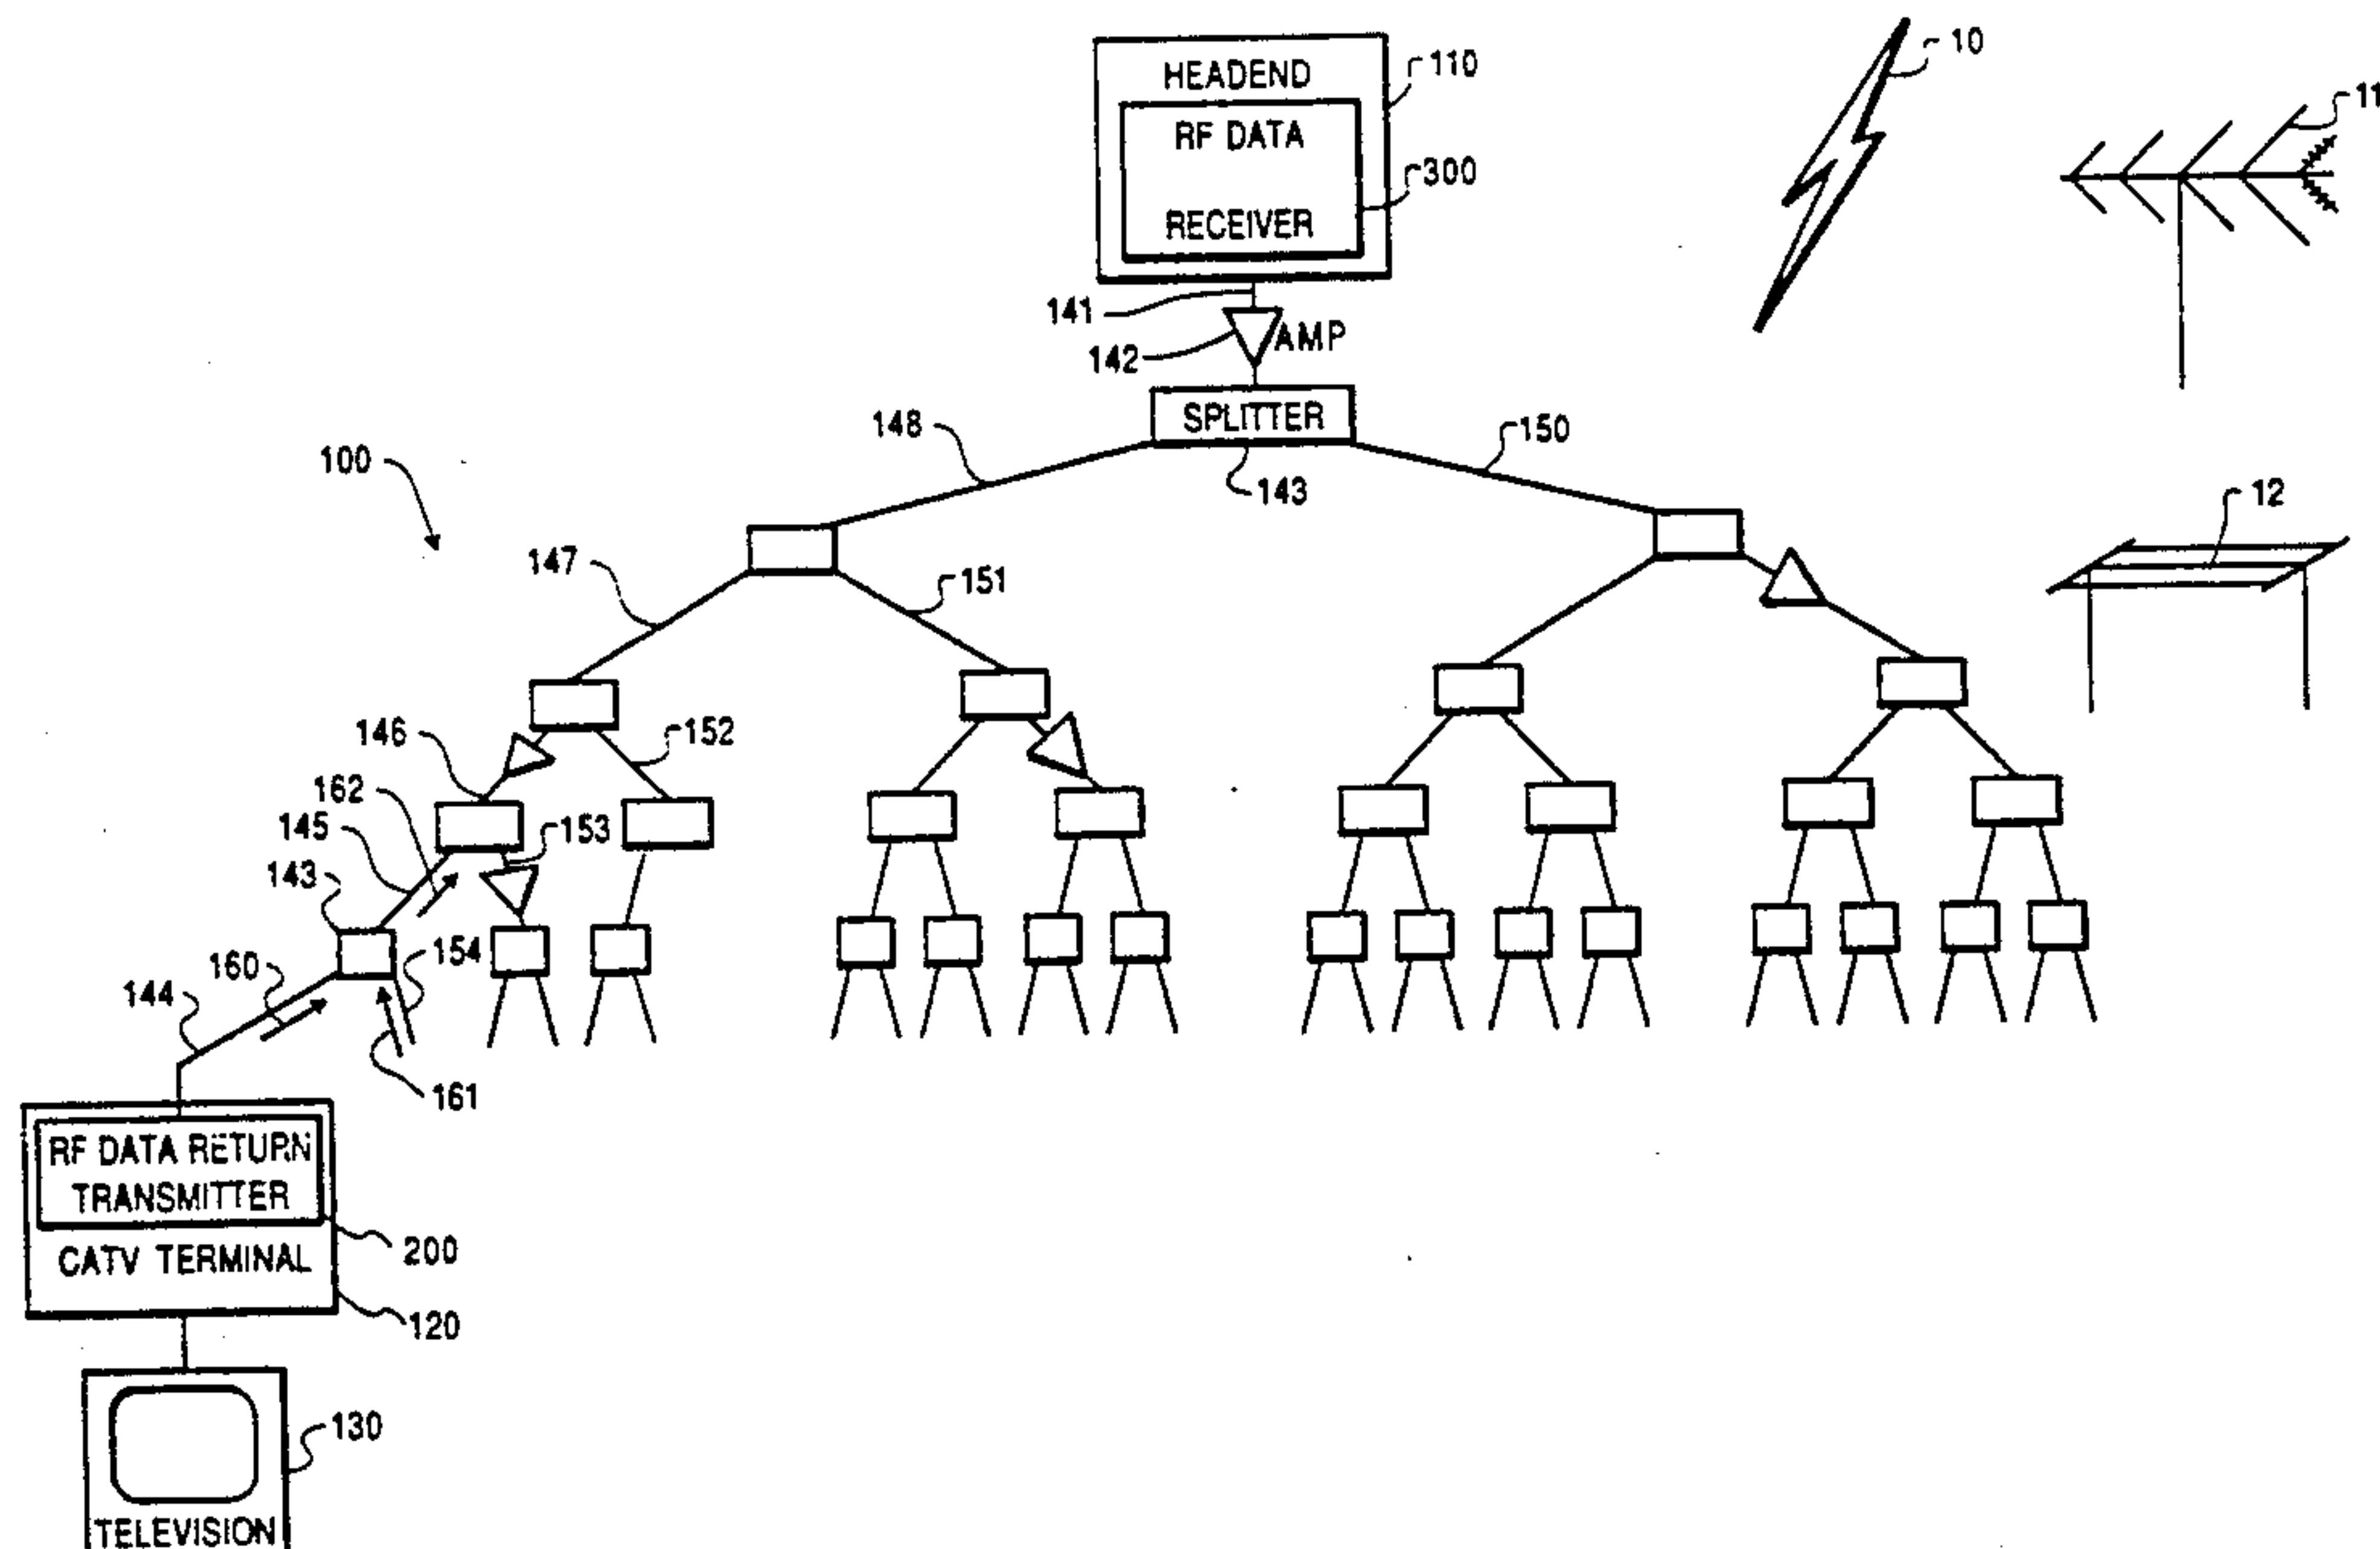 HEADEND
110
RF DATA
RECEIVER
300
10
11
141
142
AMP
SPLITTER
148
150
143
100
12
147
151
146
152
162
145
153
143
154
160
144
161
RF DATA RETURN
TRANSMITTER
200
CATV TERMINAL
120
130
TELEVISION